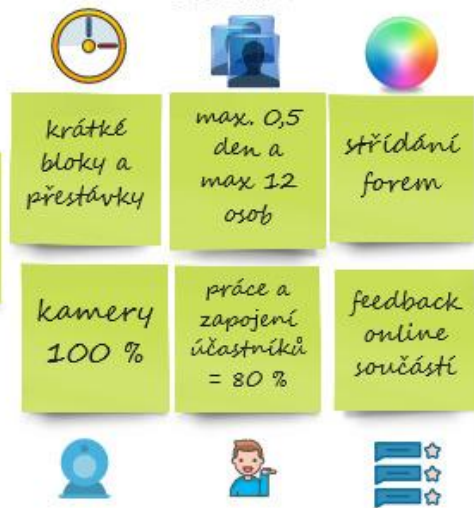 krátké
bloky a
přestávky
max. 0,5
den a
max 12
osob
střídání
forem
kamery
100 %
práce a
zapojení
účastníků
= 80 %
feedback
online
součástí